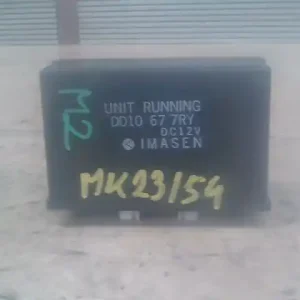 M2
UNIT RUNNING
DD10 67 7RY
DC12V
IMASEN
MK23/54